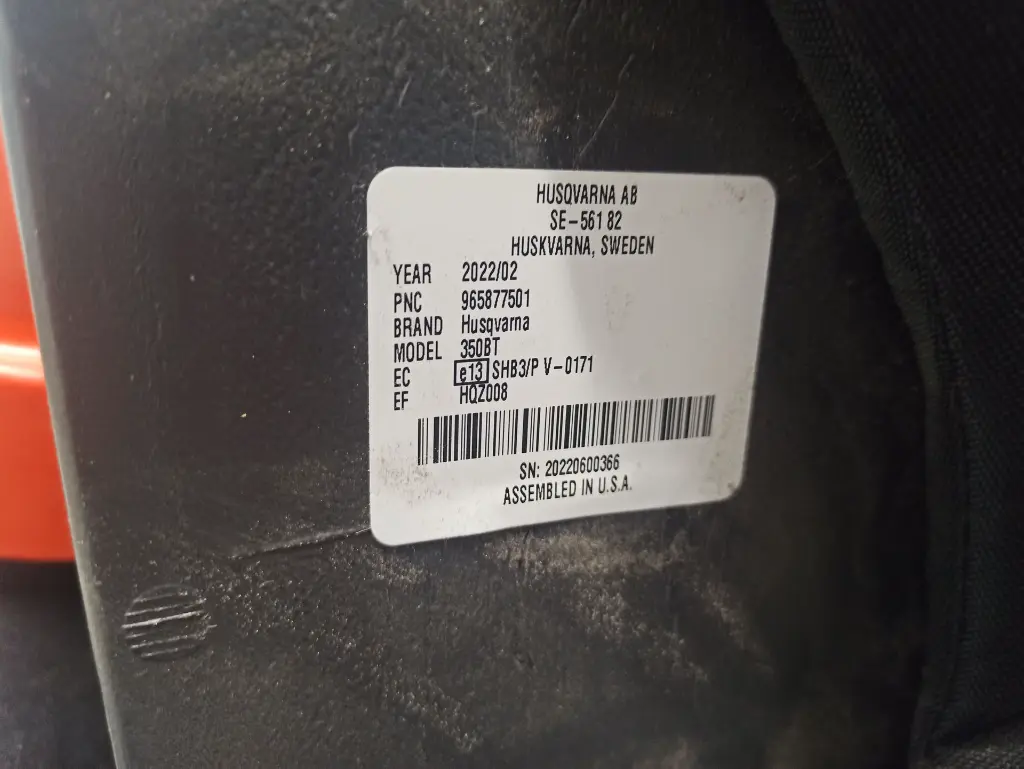 HUSQVARNA AB
SE-561 82
HUSKVARNA, SWEDEN
YEAR 2022/02
PNC 965877501
BRAND Husqvarna
MODEL 350BT
EC e13 SHB3/P V-0171
EF HQZ008
SN: 20220600366
ASSEMBLED IN U.S.A.